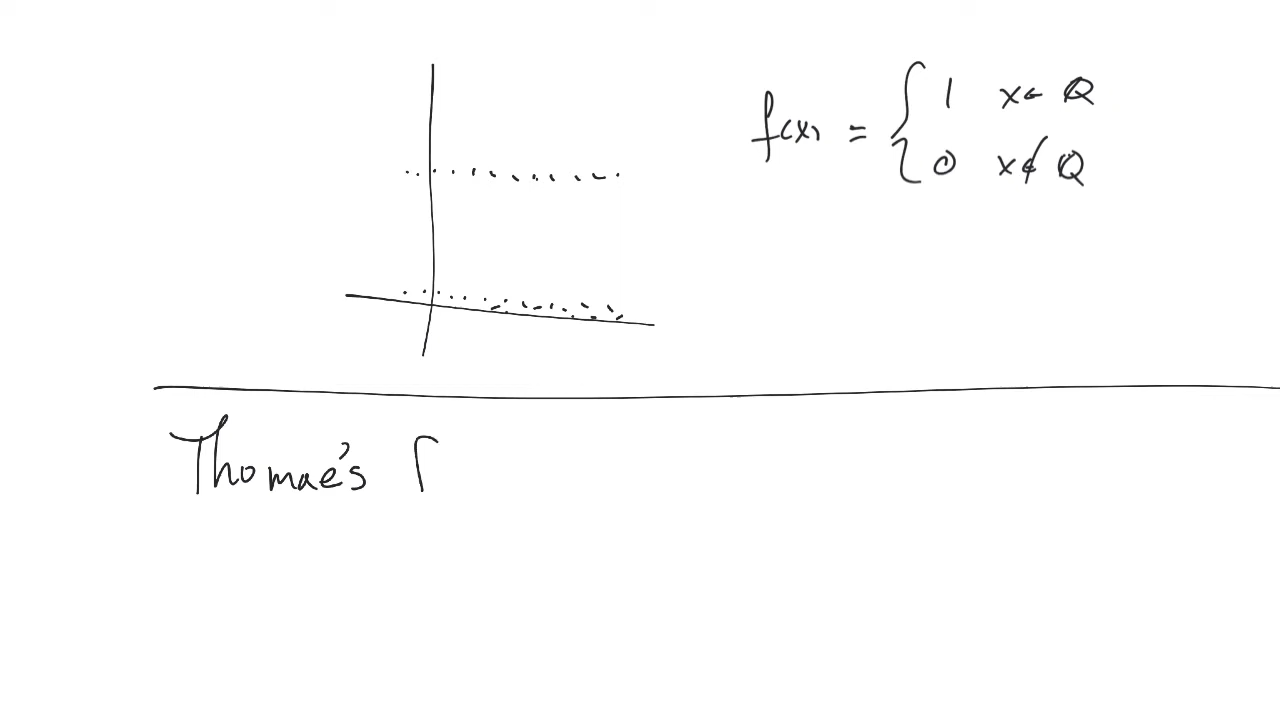 f(x) = { 1 x ∈ Q
0 x ∉ Q
Thomae's